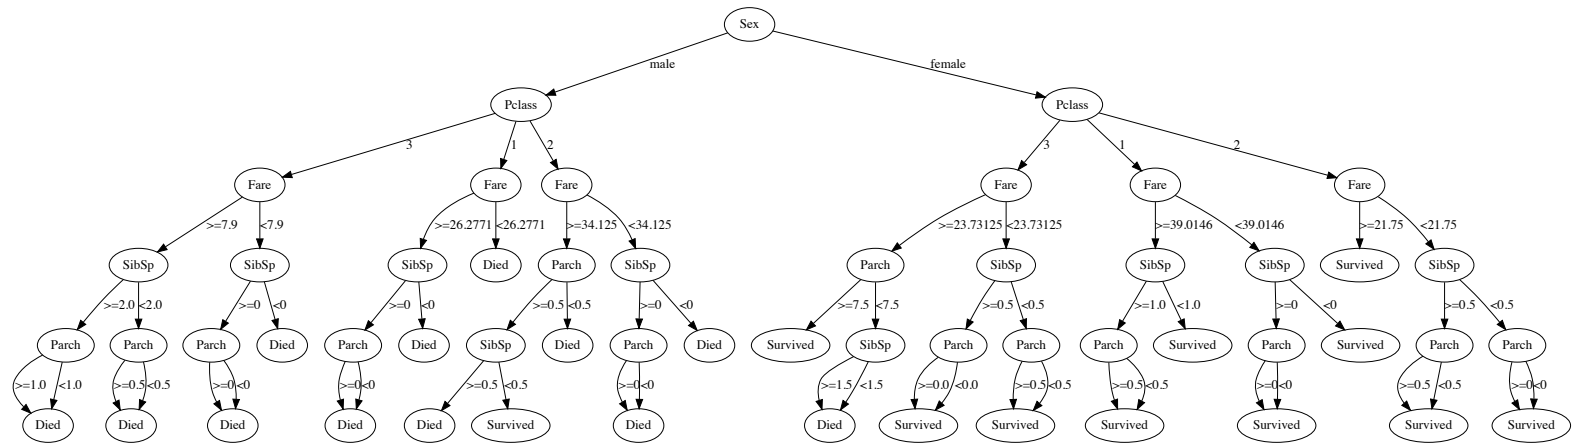 Sex
male female
Pclass Pclass
3 1 2 3 1 2
Fare Fare Fare Fare Fare Fare
>=7.9 <7.9 >=26.2771 <26.2771 >=34.125 <34.125 >=23.73125 <23.73125 >=39.0146 <39.0146 >=21.75 <21.75
SibSp SibSp SibSp Died Parch SibSp Parch SibSp SibSp SibSp Survived SibSp
>=2.0 <2.0 >=0 <0 >=0 <0 >=0.5 <0.5 >=0 <0 >=7.5 <7.5 >=0.5 <0.5 >=1.0 <1.0 >=0 <0 >=0.5 <0.5
Parch Parch Parch Died Parch Died SibSp Died Parch Died Survived SibSp Parch Parch Parch Survived Parch Survived Parch Parch
>=1.0 <1.0 >=0.5 <0.5 >=0 <0 >=0 <0 >=0.5 <0.5 >=0 <0 >=1.5 <1.5 >=0.0 <0.0 >=0.5 <0.5 >=0.5 <0.5 >=0 <0 >=0.5 <0.5 >=0 <0
Died Died Died Died Died Survived Died Died Survived Survived Survived Survived Survived Survived